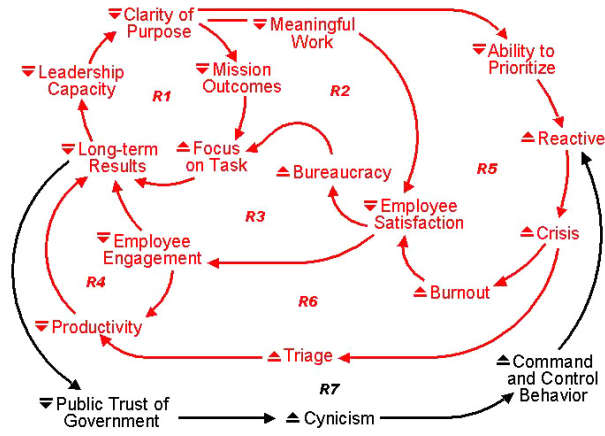 Clarity of
Purpose
Meaningful
Work
Ability to
Prioritize
Leadership
Capacity
R1
Mission
Outcomes
R2
Long-term
Results
Focus
on Task
Bureaucracy
R5
Reactive
R3
Employee
Satisfaction
Employee
Engagement
Crisis
R4
Burnout
R6
Productivity
Triage
R7
Command
and Control
Behavior
Public Trust of
Government
Cynicism